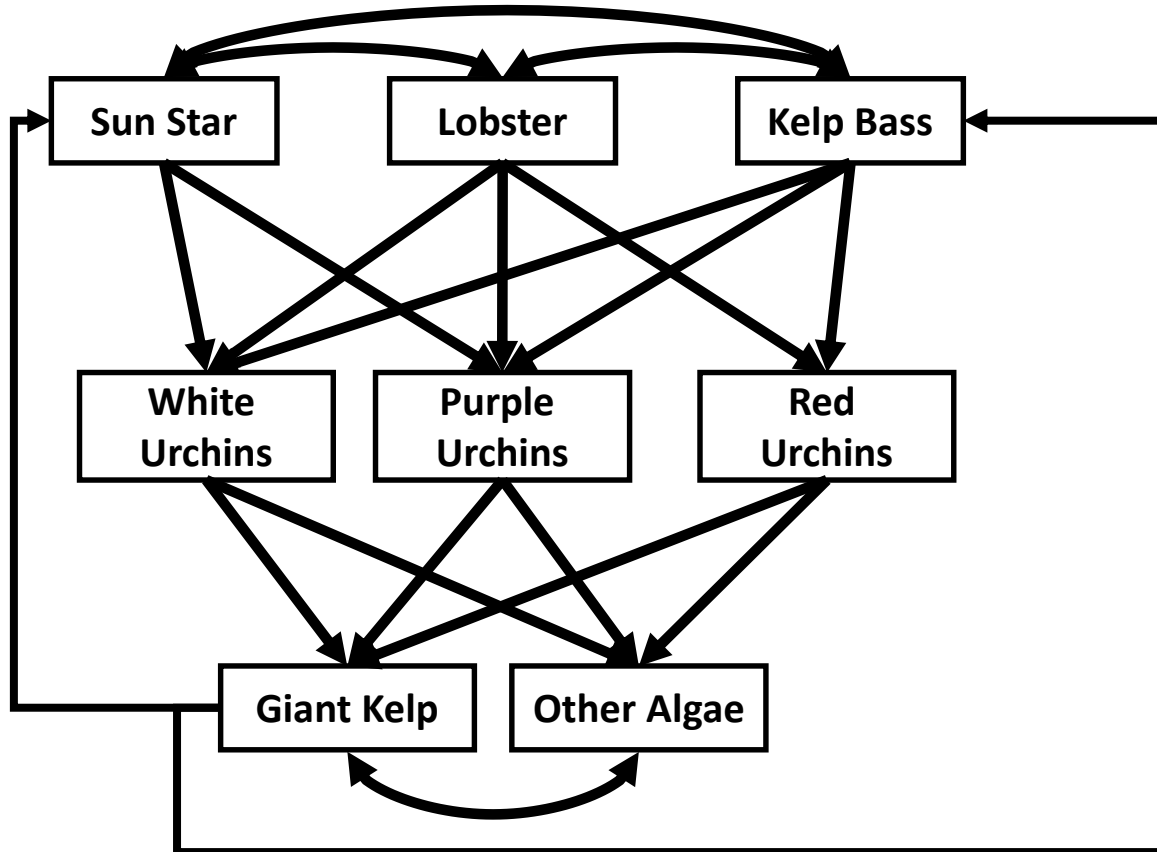 Sun Star
Lobster
Kelp Bass
White
Urchins
Purple
Urchins
Red
Urchins
Giant Kelp
Other Algae